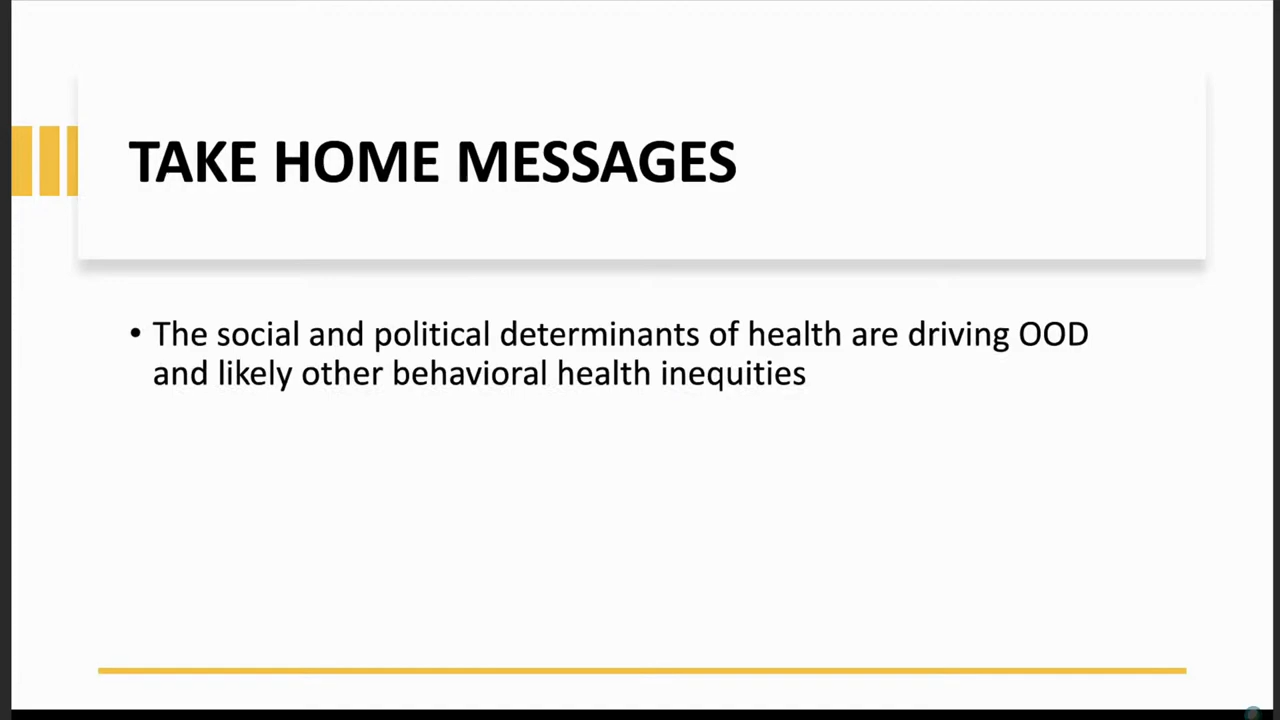 TAKE HOME MESSAGES
• The social and political determinants of health are driving OOD
and likely other behavioral health inequities